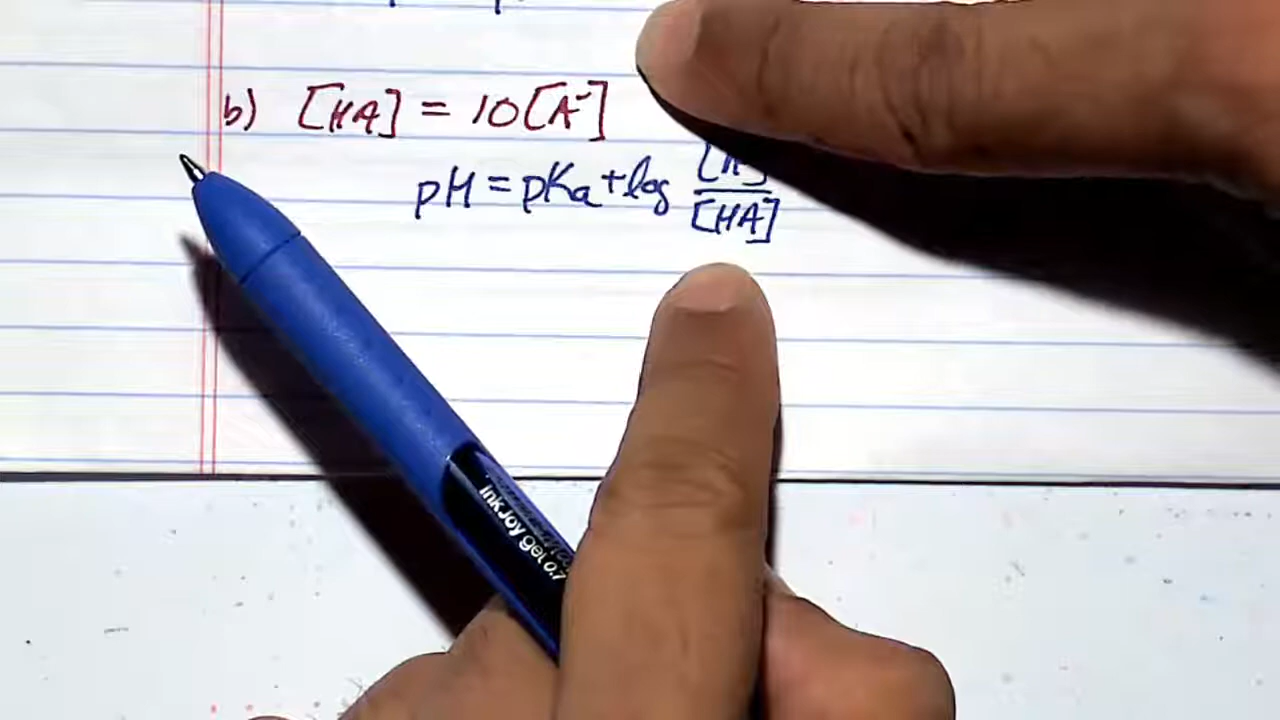 b) [HA] = 10[A⁻]
pH = pKa + log [A⁻]
[HA]
InkJoy gel 0.7